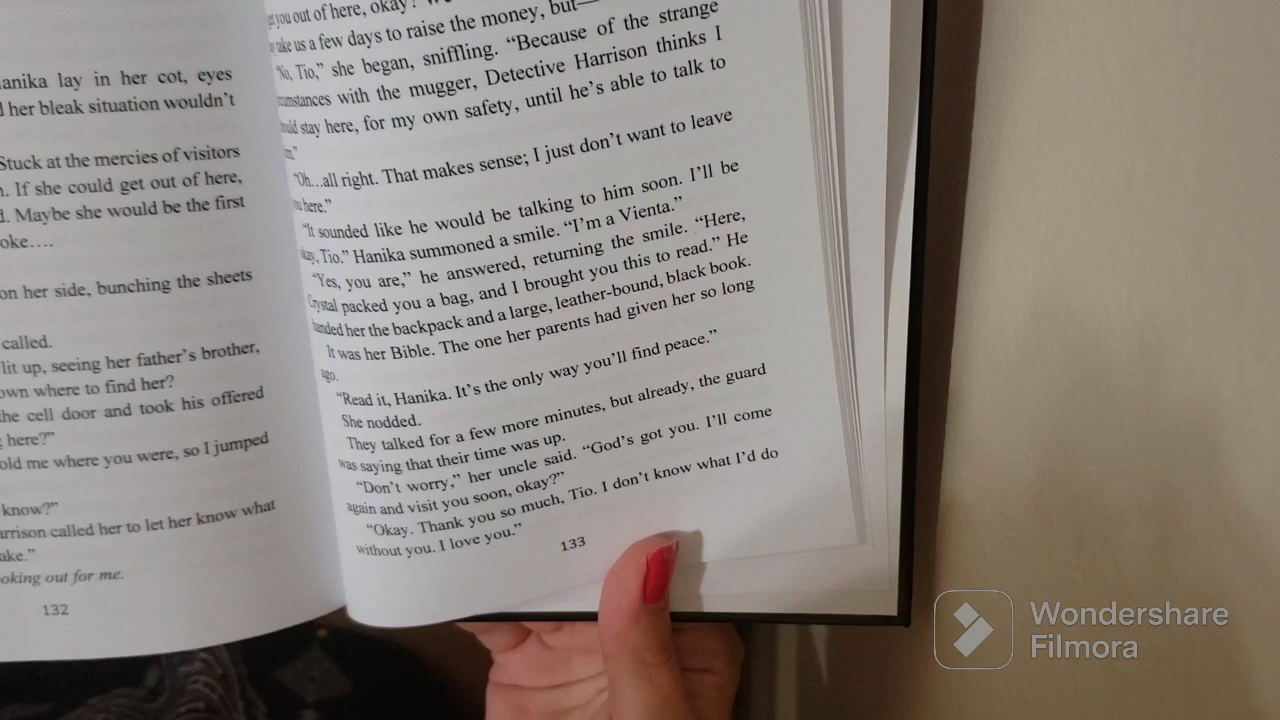 anika lay in her cot, eyes
her bleak situation wouldn't
Stuck at the mercies of visitors
If she could get out of here,
Maybe she would be the first
oke….
on her side, bunching the sheets
called.
lit up, seeing her father's brother,
own where to find her?
the cell door and took his offered
here?"
old me where you were, so I jumped
know?"
arrison called her to let her know what
ake."
oking out for me.
132
you out of here, okay?
take us a few days to raise the money, but—
"No, Tio," she began, sniffling. "Because of the strange
cumstances with the mugger, Detective Harrison thinks I
stay here, for my own safety, until he's able to talk to
"Oh...all right. That makes sense; I just don't want to leave
here."
"It sounded like he would be talking to him soon. I'll be
okay, Tio." Hanika summoned a smile. "I'm a Vienta."
"Yes, you are," he answered, returning the smile. "Here,
Crystal packed you a bag, and I brought you this to read." He
handed her the backpack and a large, leather-bound, black book.
It was her Bible. The one her parents had given her so long
ago.
"Read it, Hanika. It's the only way you'll find peace."
She nodded.
They talked for a few more minutes, but already, the guard
was saying that their time was up.
"Don't worry," her uncle said. "God's got you. I'll come
again and visit you soon, okay?"
"Okay. Thank you so much, Tio. I don't know what I'd do
without you. I love you."
133
Wondershare
Filmora